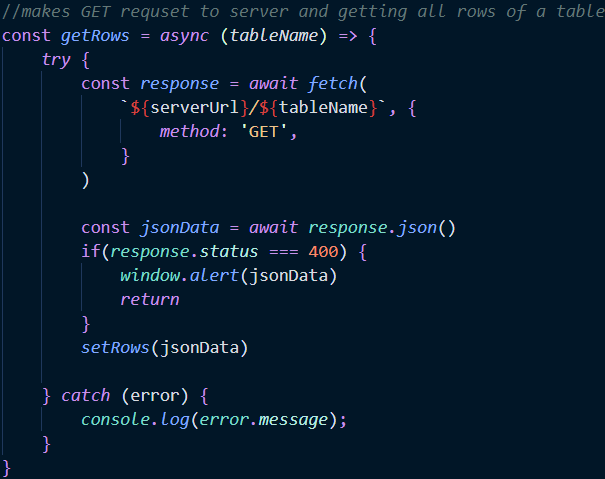 //makes GET requset to server and getting all rows of a table
const getRows = async (tableName) => {
try {
const response = await fetch(
`${serverUrl}/${tableName}`, {
method: 'GET',
}
)
const jsonData = await response.json()
if(response.status === 400) {
window.alert(jsonData)
return
}
setRows(jsonData)
} catch (error) {
console.log(error.message);
}
}